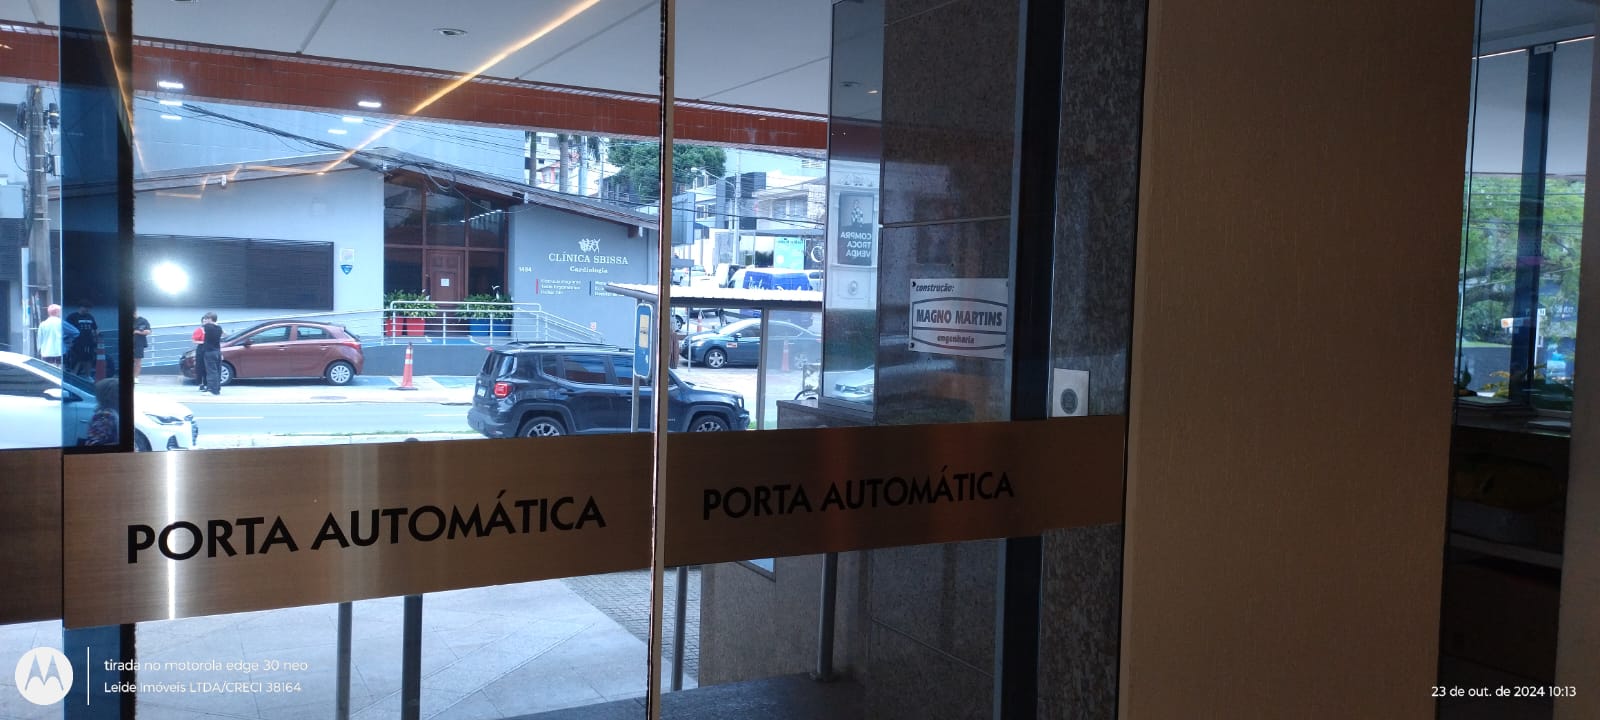 CLÍNICA SBISSA
Cardiologia
1494
COMPRA
TROCA
VENDA
construção:
MAGNO MARTINS
engenharia
PORTA AUTOMÁTICA
PORTA AUTOMÁTICA
tirada no motorola edge 30 neo
Leide Imóveis LTDA/CRECI 38164
23 de out. de 2024 10:13